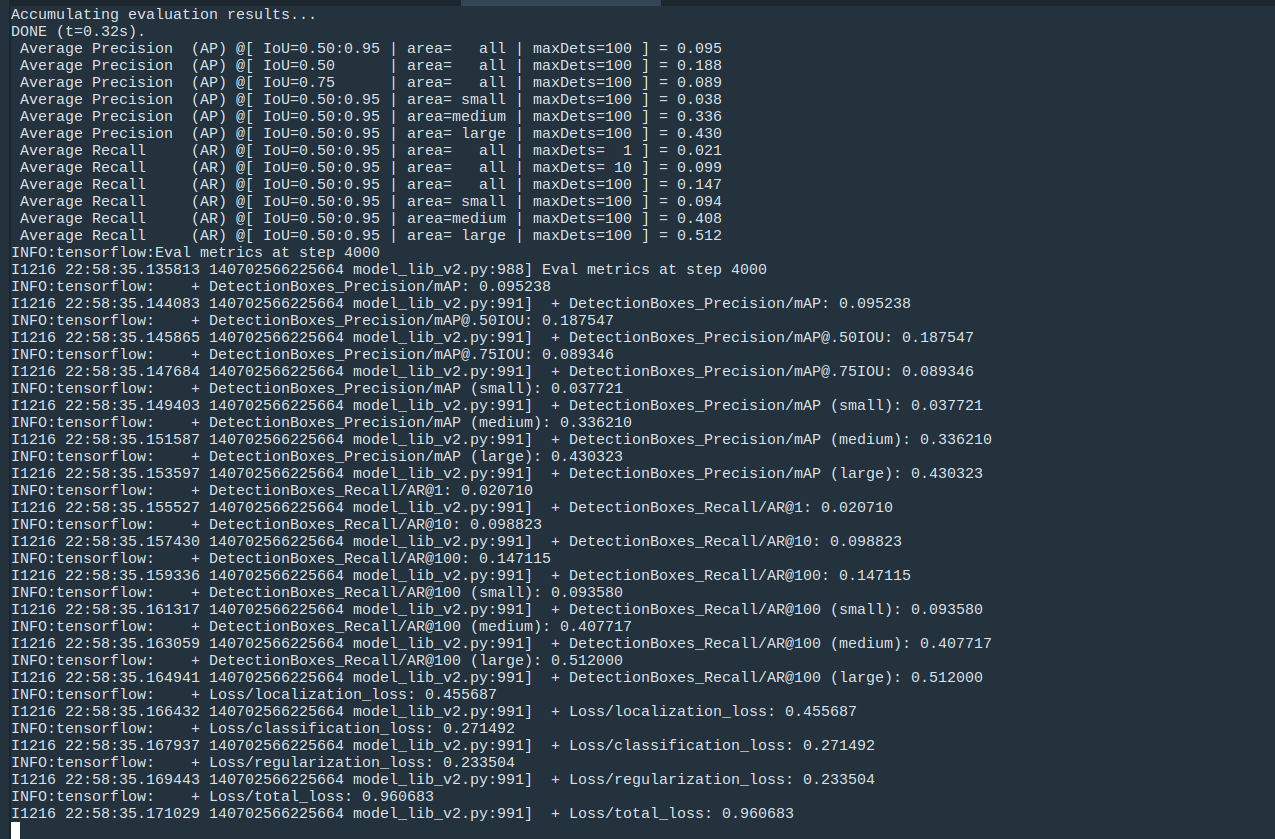 Accumulating evaluation results...
DONE (t=0.32s).
 Average Precision  (AP) @[ IoU=0.50:0.95 | area=   all | maxDets=100 ] = 0.095
 Average Precision  (AP) @[ IoU=0.50      | area=   all | maxDets=100 ] = 0.188
 Average Precision  (AP) @[ IoU=0.75      | area=   all | maxDets=100 ] = 0.089
 Average Precision  (AP) @[ IoU=0.50:0.95 | area= small | maxDets=100 ] = 0.038
 Average Precision  (AP) @[ IoU=0.50:0.95 | area=medium | maxDets=100 ] = 0.336
 Average Precision  (AP) @[ IoU=0.50:0.95 | area= large | maxDets=100 ] = 0.430
 Average Recall     (AR) @[ IoU=0.50:0.95 | area=   all | maxDets=  1 ] = 0.021
 Average Recall     (AR) @[ IoU=0.50:0.95 | area=   all | maxDets= 10 ] = 0.099
 Average Recall     (AR) @[ IoU=0.50:0.95 | area=   all | maxDets=100 ] = 0.147
 Average Recall     (AR) @[ IoU=0.50:0.95 | area= small | maxDets=100 ] = 0.094
 Average Recall     (AR) @[ IoU=0.50:0.95 | area=medium | maxDets=100 ] = 0.408
 Average Recall     (AR) @[ IoU=0.50:0.95 | area= large | maxDets=100 ] = 0.512
INFO:tensorflow:Eval metrics at step 4000
I1216 22:58:35.135813 140702566225664 model_lib_v2.py:988] Eval metrics at step 4000
INFO:tensorflow:    + DetectionBoxes_Precision/mAP: 0.095238
I1216 22:58:35.144083 140702566225664 model_lib_v2.py:991]  + DetectionBoxes_Precision/mAP: 0.095238
INFO:tensorflow:    + DetectionBoxes_Precision/mAP@.50IOU: 0.187547
I1216 22:58:35.145865 140702566225664 model_lib_v2.py:991]  + DetectionBoxes_Precision/mAP@.50IOU: 0.187547
INFO:tensorflow:    + DetectionBoxes_Precision/mAP@.75IOU: 0.089346
I1216 22:58:35.147684 140702566225664 model_lib_v2.py:991]  + DetectionBoxes_Precision/mAP@.75IOU: 0.089346
INFO:tensorflow:    + DetectionBoxes_Precision/mAP (small): 0.037721
I1216 22:58:35.149403 140702566225664 model_lib_v2.py:991]  + DetectionBoxes_Precision/mAP (small): 0.037721
INFO:tensorflow:    + DetectionBoxes_Precision/mAP (medium): 0.336210
I1216 22:58:35.151587 140702566225664 model_lib_v2.py:991]  + DetectionBoxes_Precision/mAP (medium): 0.336210
INFO:tensorflow:    + DetectionBoxes_Precision/mAP (large): 0.430323
I1216 22:58:35.153597 140702566225664 model_lib_v2.py:991]  + DetectionBoxes_Precision/mAP (large): 0.430323
INFO:tensorflow:    + DetectionBoxes_Recall/AR@1: 0.020710
I1216 22:58:35.155527 140702566225664 model_lib_v2.py:991]  + DetectionBoxes_Recall/AR@1: 0.020710
INFO:tensorflow:    + DetectionBoxes_Recall/AR@10: 0.098823
I1216 22:58:35.157430 140702566225664 model_lib_v2.py:991]  + DetectionBoxes_Recall/AR@10: 0.098823
INFO:tensorflow:    + DetectionBoxes_Recall/AR@100: 0.147115
I1216 22:58:35.159336 140702566225664 model_lib_v2.py:991]  + DetectionBoxes_Recall/AR@100: 0.147115
INFO:tensorflow:    + DetectionBoxes_Recall/AR@100 (small): 0.093580
I1216 22:58:35.161317 140702566225664 model_lib_v2.py:991]  + DetectionBoxes_Recall/AR@100 (small): 0.093580
INFO:tensorflow:    + DetectionBoxes_Recall/AR@100 (medium): 0.407717
I1216 22:58:35.163059 140702566225664 model_lib_v2.py:991]  + DetectionBoxes_Recall/AR@100 (medium): 0.407717
INFO:tensorflow:    + DetectionBoxes_Recall/AR@100 (large): 0.512000
I1216 22:58:35.164941 140702566225664 model_lib_v2.py:991]  + DetectionBoxes_Recall/AR@100 (large): 0.512000
INFO:tensorflow:    + Loss/localization_loss: 0.455687
I1216 22:58:35.166432 140702566225664 model_lib_v2.py:991]  + Loss/localization_loss: 0.455687
INFO:tensorflow:    + Loss/classification_loss: 0.271492
I1216 22:58:35.167937 140702566225664 model_lib_v2.py:991]  + Loss/classification_loss: 0.271492
INFO:tensorflow:    + Loss/regularization_loss: 0.233504
I1216 22:58:35.169443 140702566225664 model_lib_v2.py:991]  + Loss/regularization_loss: 0.233504
INFO:tensorflow:    + Loss/total_loss: 0.960683
I1216 22:58:35.171029 140702566225664 model_lib_v2.py:991]  + Loss/total_loss: 0.960683